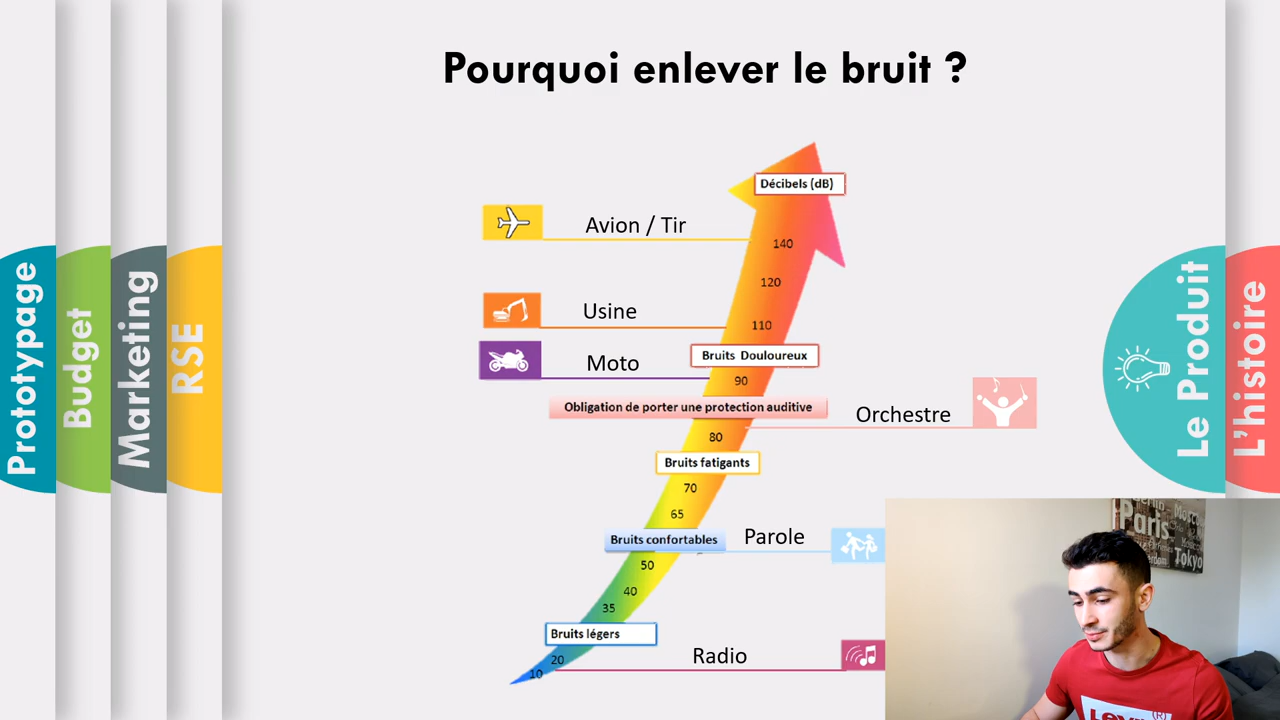 Pourquoi enlever le bruit ?
Prototypage
Budget
Marketing
RSE
Décibels (dB)
Avion / Tir
140
120
Usine
110
Bruits Douloureux
Moto
90
Obligation de porter une protection auditive
Orchestre
80
Bruits fatigants
70
65
Bruits confortables
Parole
50
40
35
Bruits légers
20
Radio
10
Le Produit
L'histoire
Paris
Tokyo
(R)